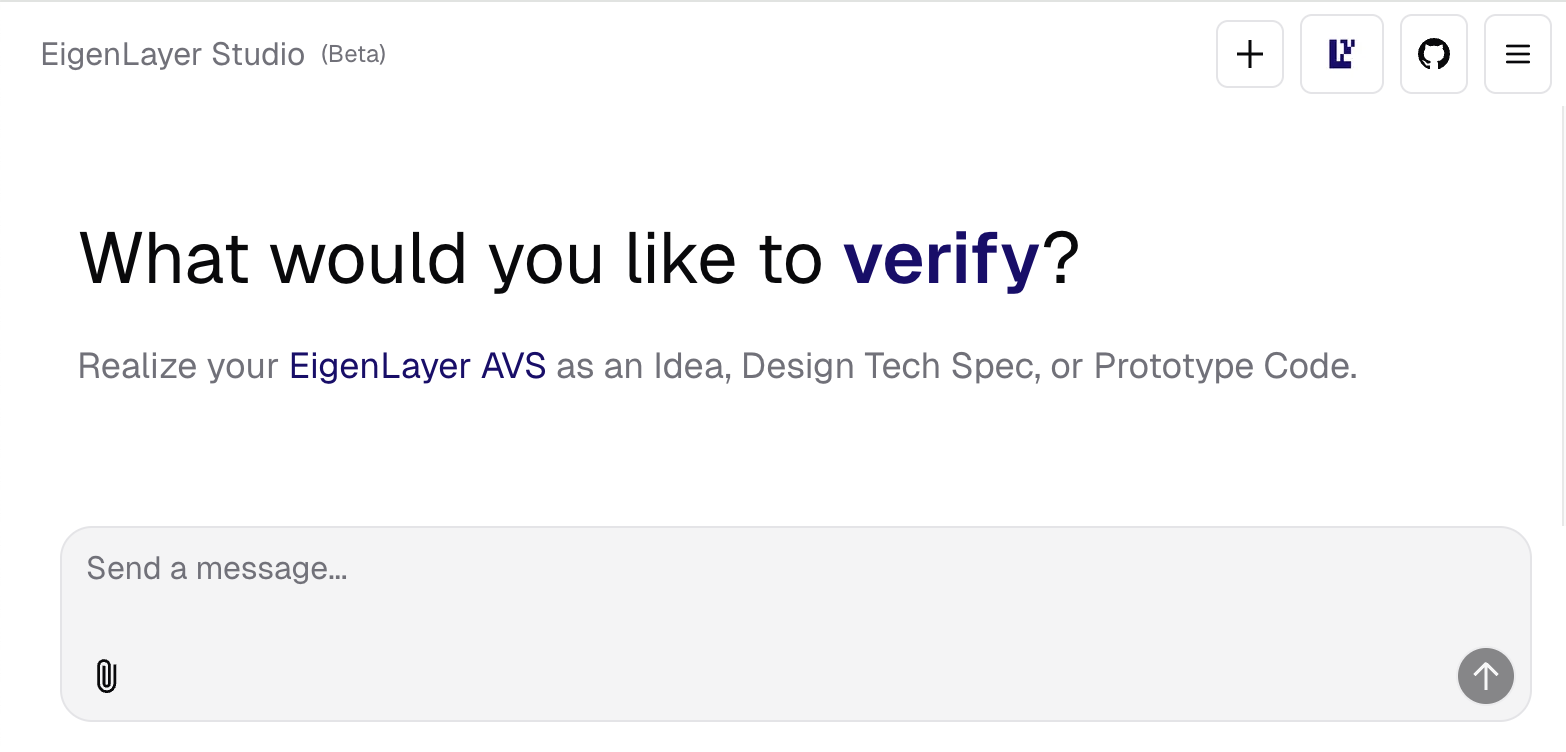 EigenLayer Studio (Beta)
What would you like to verify?
Realize your EigenLayer AVS as an Idea, Design Tech Spec, or Prototype Code.
Send a message...